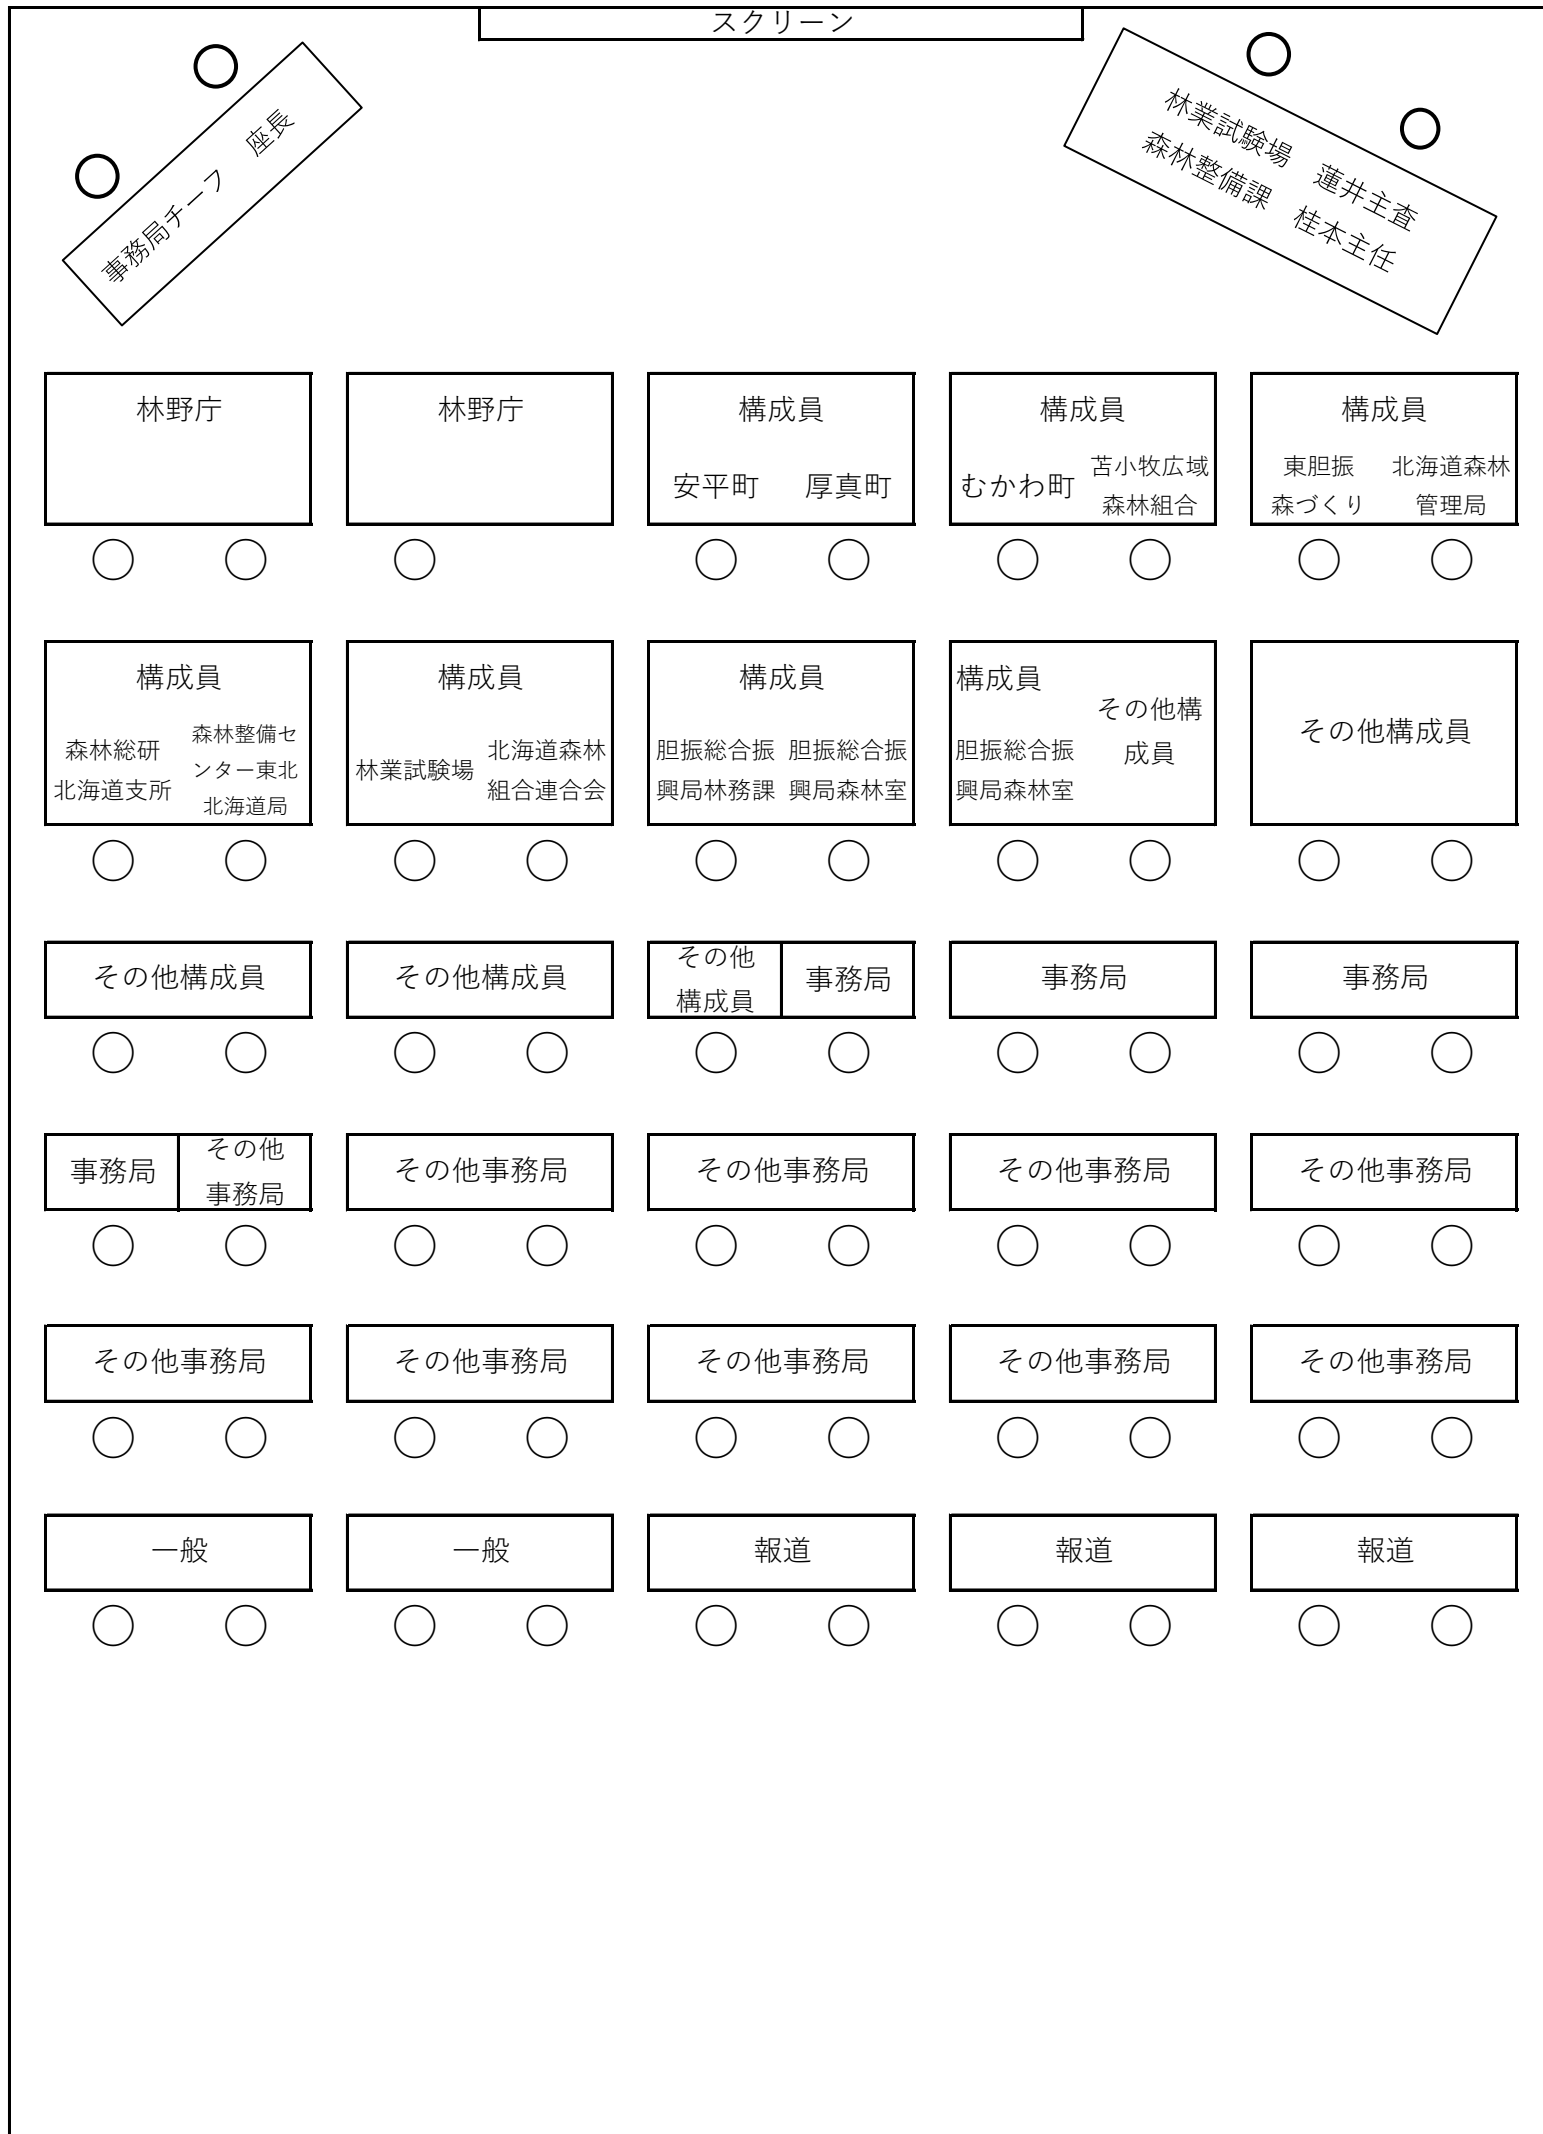 スクリーン
事務局チーフ　座長
林業試験場　蓮井主査
森林整備課　桂本主任
林野庁
林野庁
構成員
安平町　厚真町
構成員
むかわ町
苫小牧広域
森林組合
構成員
東胆振
森づくり
北海道森林
管理局
構成員
森林総研
北海道支所
森林整備セ
ンター東北
北海道局
構成員
林業試験場
北海道森林
組合連合会
構成員
胆振総合振
興局林務課
胆振総合振
興局森林室
構成員
胆振総合振
興局森林室
その他構
成員
その他構成員
その他構成員
その他構成員
その他
構成員
事務局
事務局
事務局
事務局
その他
事務局
その他事務局
その他事務局
その他事務局
その他事務局
その他事務局
その他事務局
その他事務局
その他事務局
その他事務局
一般
一般
報道
報道
報道